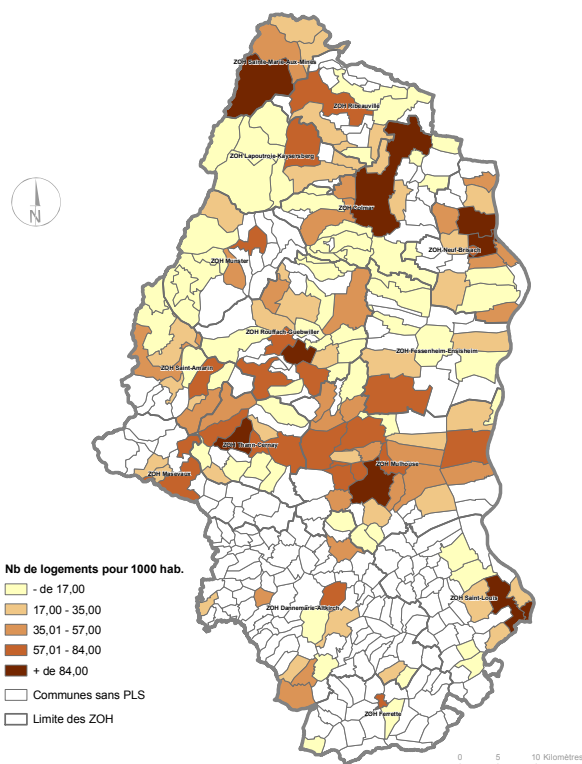 ZOH Sainte-Marie-Aux-Mines
ZOH Ribeauville
ZOH Lapoutroie-Kaysersberg
ZOH Colmar
N
ZOH Neuf-Brisach
ZOH Munster
ZOH Rouffach-Guebwiller
ZOH Fessenheim-Ensisheim
ZOH Saint-Amarin
ZOH Thann-Cernay
ZOH Mulhouse
ZOH Masevaux
Nb de logements pour 1000 hab.
- de 17,00
17,00 - 35,00
35,01 - 57,00
57,01 - 84,00
+ de 84,00
Communes sans PLS
Limite des ZOH
ZOH Saint-Louis
ZOH Dannemarie-Altkirch
ZOH Ferrette
0 5 10 Kilomètres